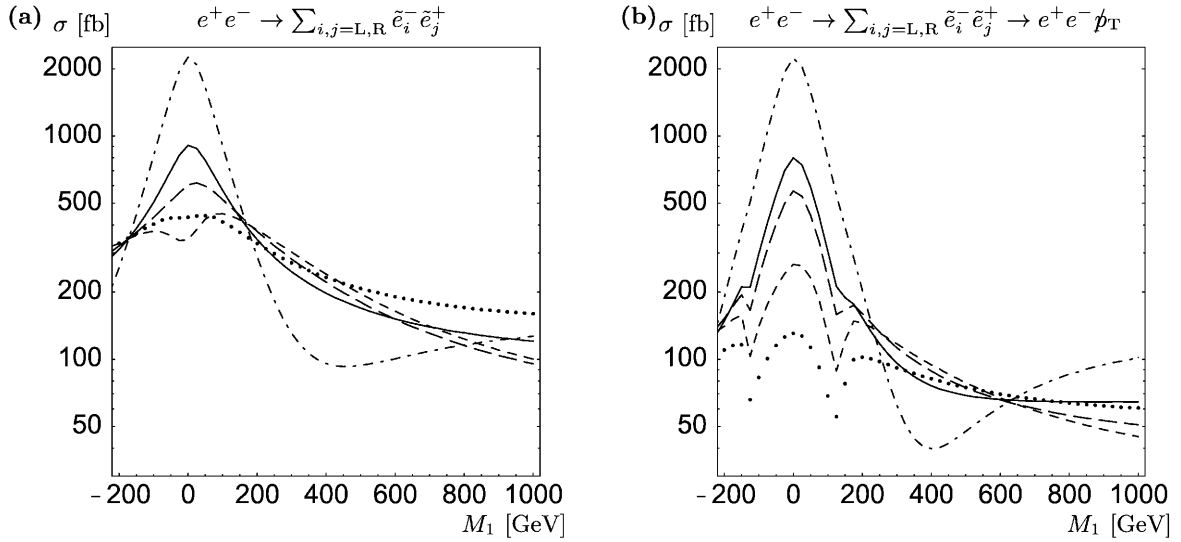 (a) σ [fb] e⁺e⁻ → ∑_{i,j=L,R} ẽ_i⁻ ẽ_j⁺
2000
1000
500
200
100
50
−200 0 200 400 600 800 1000
M₁ [GeV]
(b) σ [fb] e⁺e⁻ → ∑_{i,j=L,R} ẽ_i⁻ ẽ_j⁺ → e⁺e⁻ p̸_T
2000
1000
500
200
100
50
−200 0 200 400 600 800 1000
M₁ [GeV]